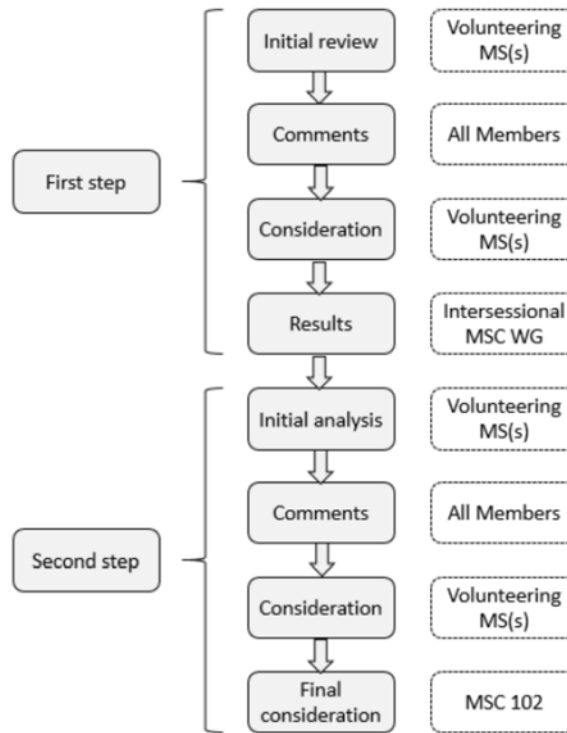 Initial review
Volunteering
MS(s)
Comments
All Members
First step
Consideration
Volunteering
MS(s)
Results
Intersessional
MSC WG
Initial analysis
Volunteering
MS(s)
Comments
All Members
Second step
Consideration
Volunteering
MS(s)
Final
consideration
MSC 102